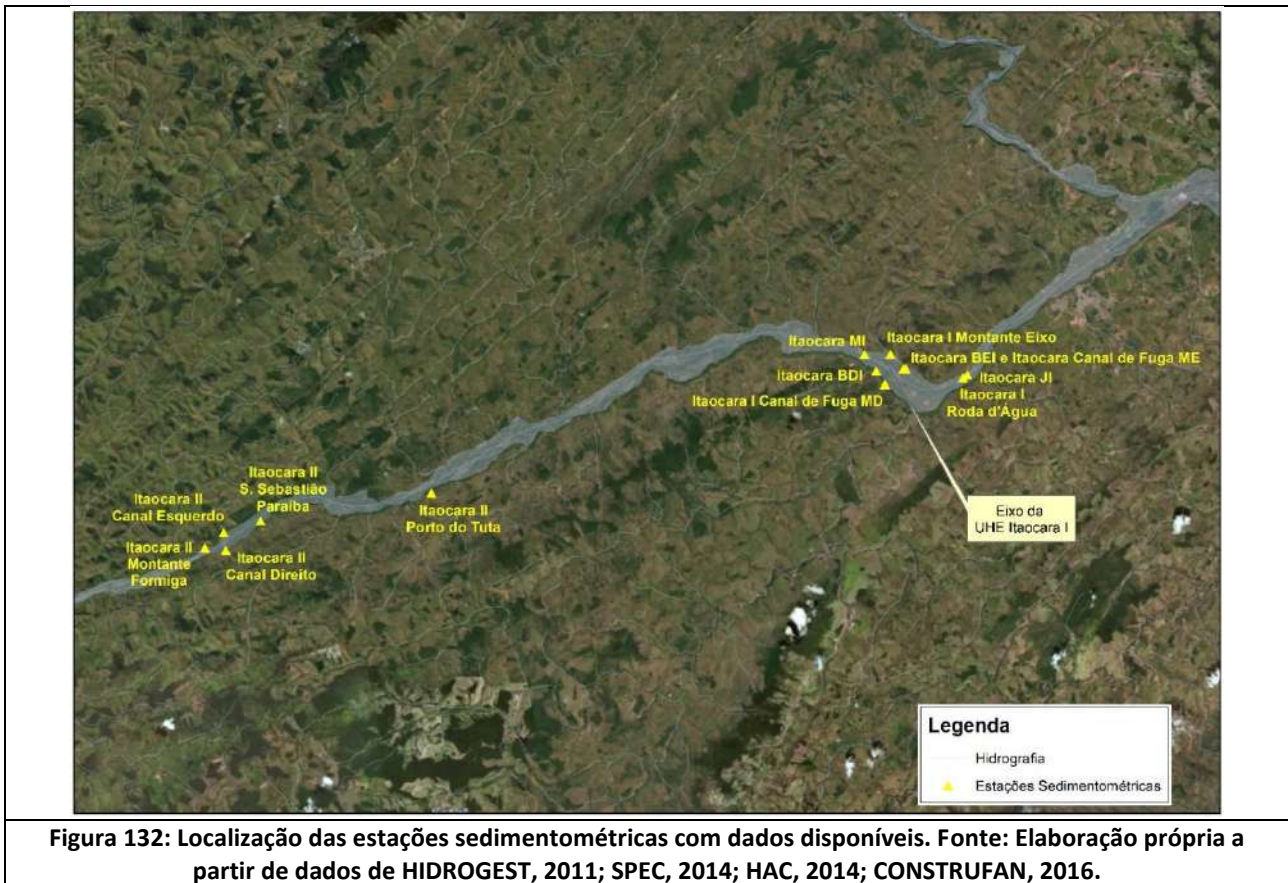 Itaocara MI
Itaocara I Montante Eixo
Itaocara BEI e Itaocara Canal de Fuga ME
Itaocara BDI
Itaocara JI
Itaocara I Canal de Fuga MD
Itaocara I
Roda d'Água
Itaocara II
S. Sebastião
Paraíba
Itaocara II
Canal Esquerdo
Itaocara II
Porto do Tuta
Itaocara II
Montante
Formiga
Itaocara II
Canal Direito
Eixo da
UHE Itaocara I
Legenda
Hidrografia
Estações Sedimentométricas
Figura 132: Localização das estações sedimentométricas com dados disponíveis. Fonte: Elaboração própria a
partir de dados de HIDROGEST, 2011; SPEC, 2014; HAC, 2014; CONSTRUFAN, 2016.